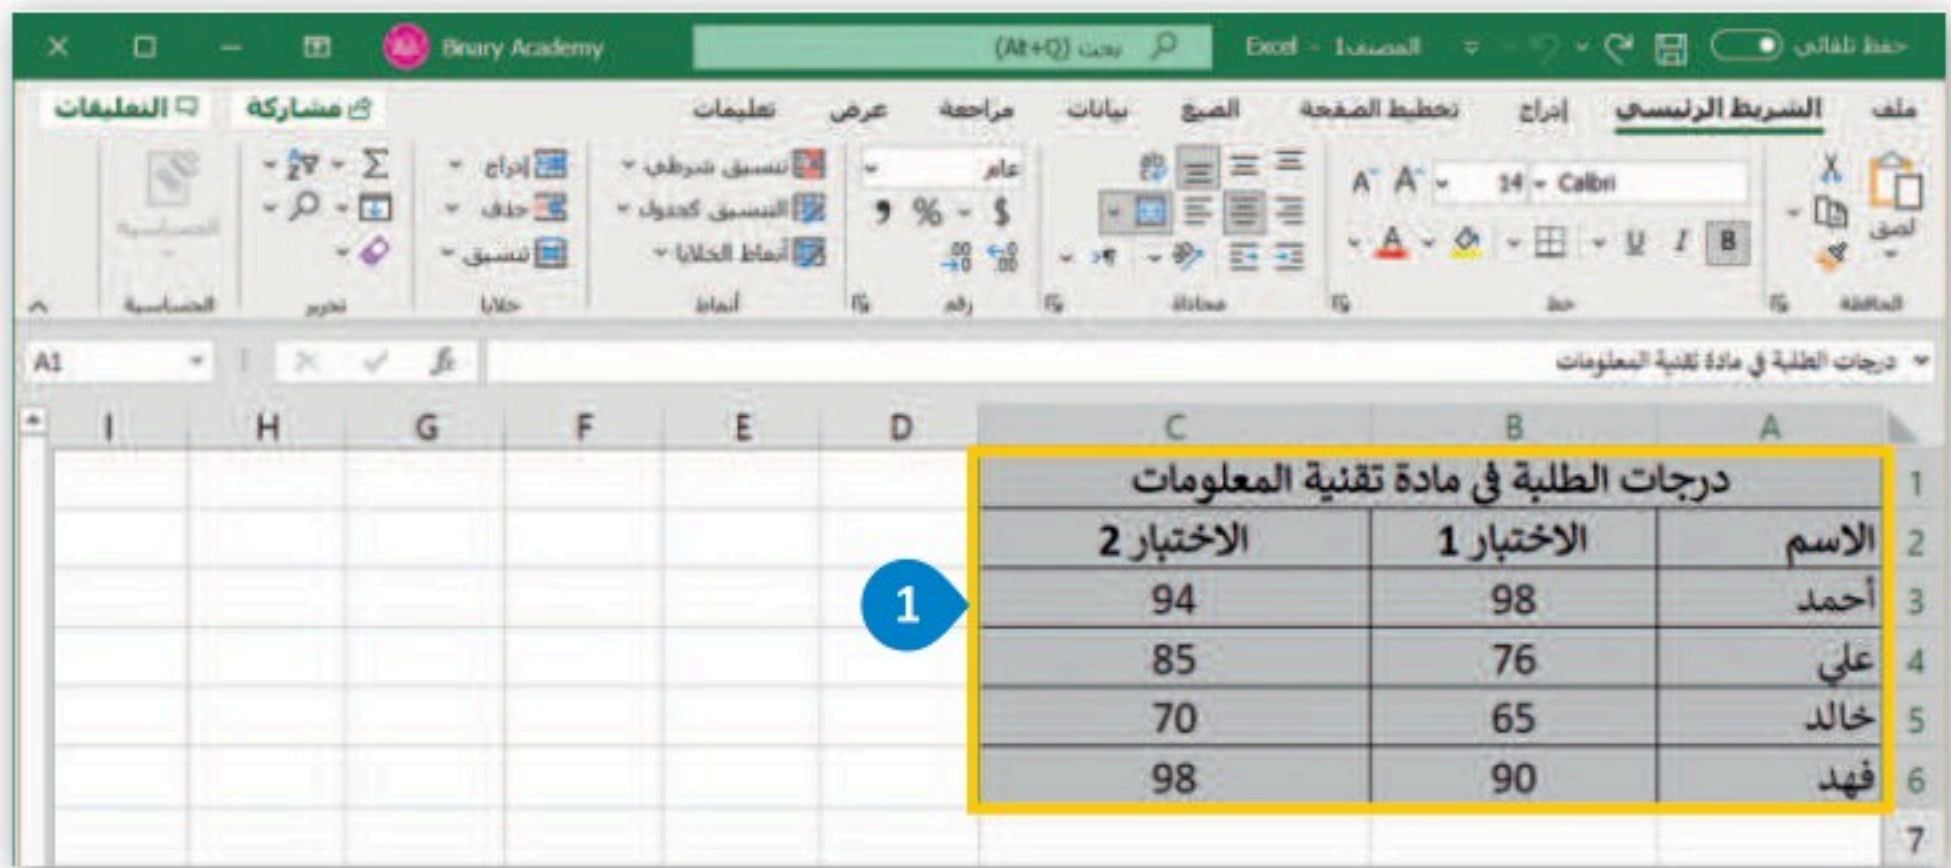 حفظ تلقائي المصنف1 - Excel بحث (Alt+Q) Binary Academy
ملف الشريط الرئيسي إدراج تخطيط الصفحة الصيغ بيانات مراجعة عرض تعليمات مشاركة التعليقات
لصق Calibri 14 A A عام تنسيق شرطي إدراج
B I U A $ % التنسيق كجدول حذف الحساسية
أنماط الخلايا تنسيق
الحافظة خط محاذاة رقم أنماط خلايا تحرير الحساسية
درجات الطلبة في مادة تقنية المعلومات fx A1
A B C D E F G H I
1 درجات الطلبة في مادة تقنية المعلومات
2 الاسم الاختبار 1 الاختبار 2
3 أحمد 98 94
1
4 علي 76 85
5 خالد 65 70
6 فهد 90 98
7